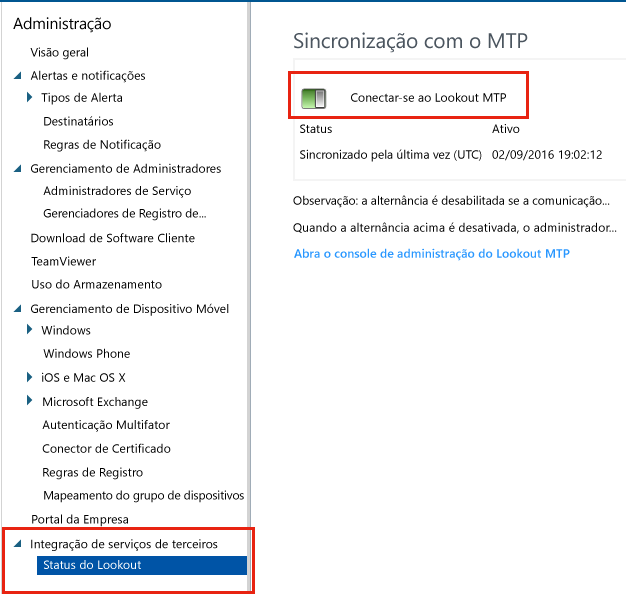 Administração
Visão geral
Alertas e notificações
Tipos de Alerta
Destinatários
Regras de Notificação
Gerenciamento de Administradores
Administradores de Serviço
Gerenciadores de Registro de...
Download de Software Cliente
TeamViewer
Uso do Armazenamento
Gerenciamento de Dispositivo Móvel
Windows
Windows Phone
iOS e Mac OS X
Microsoft Exchange
Autenticação Multifator
Conector de Certificado
Regras de Registro
Mapeamento do grupo de dispositivos
Portal da Empresa
Integração de serviços de terceiros
Status do Lookout
Sincronização com o MTP
Conectar-se ao Lookout MTP
Status Ativo
Sincronizado pela última vez (UTC) 02/09/2016 19:02:12
Observação: a alternância é desabilitada se a comunicação...
Quando a alternância acima é desativada, o administrador...
Abra o console de administração do Lookout MTP